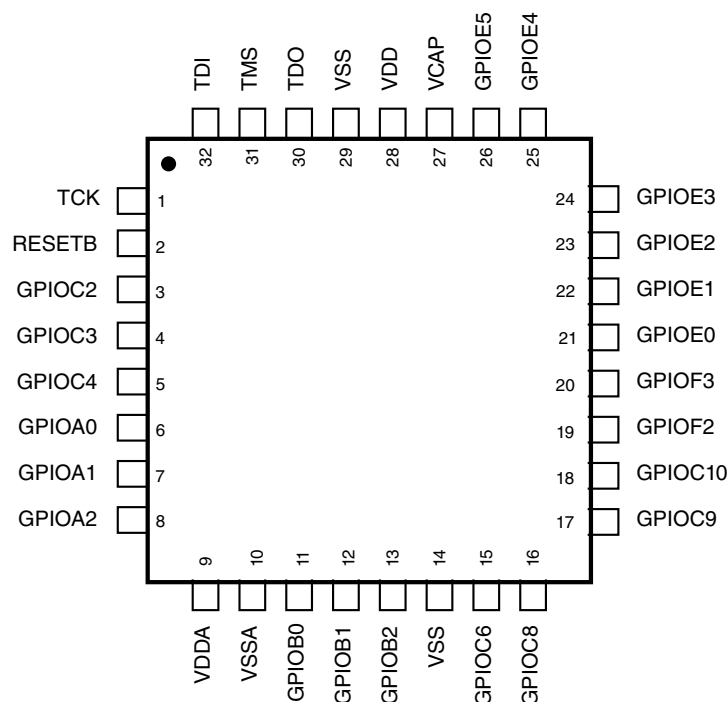 TDI TMS TDO VSS VDD VCAP GPIOE5 GPIOE4
32 31 30 29 28 27 26 25
TCK 1 24 GPIOE3
RESETB 2 23 GPIOE2
GPIOC2 3 22 GPIOE1
GPIOC3 4 21 GPIOE0
GPIOC4 5 20 GPIOF3
GPIOA0 6 19 GPIOF2
GPIOA1 7 18 GPIOC10
GPIOA2 8 17 GPIOC9
9 10 11 12 13 14 15 16
VDDA VSSA GPIOB0 GPIOB1 GPIOB2 VSS GPIOC6 GPIOC8